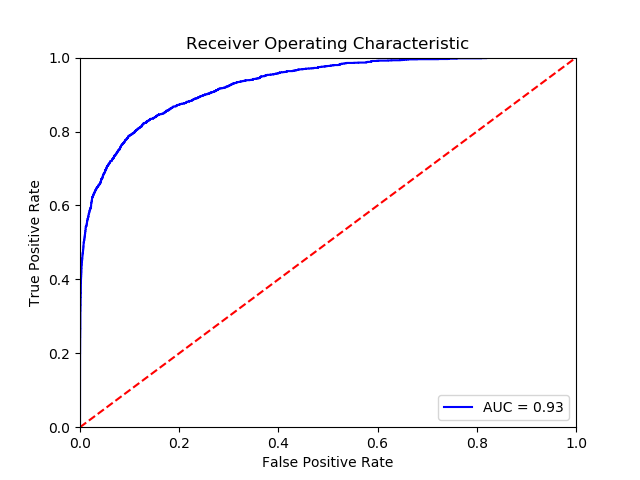 Receiver Operating Characteristic
True Positive Rate
1.0
0.8
0.6
0.4
0.2
0.0
AUC = 0.93
0.0 0.2 0.4 0.6 0.8 1.0
False Positive Rate